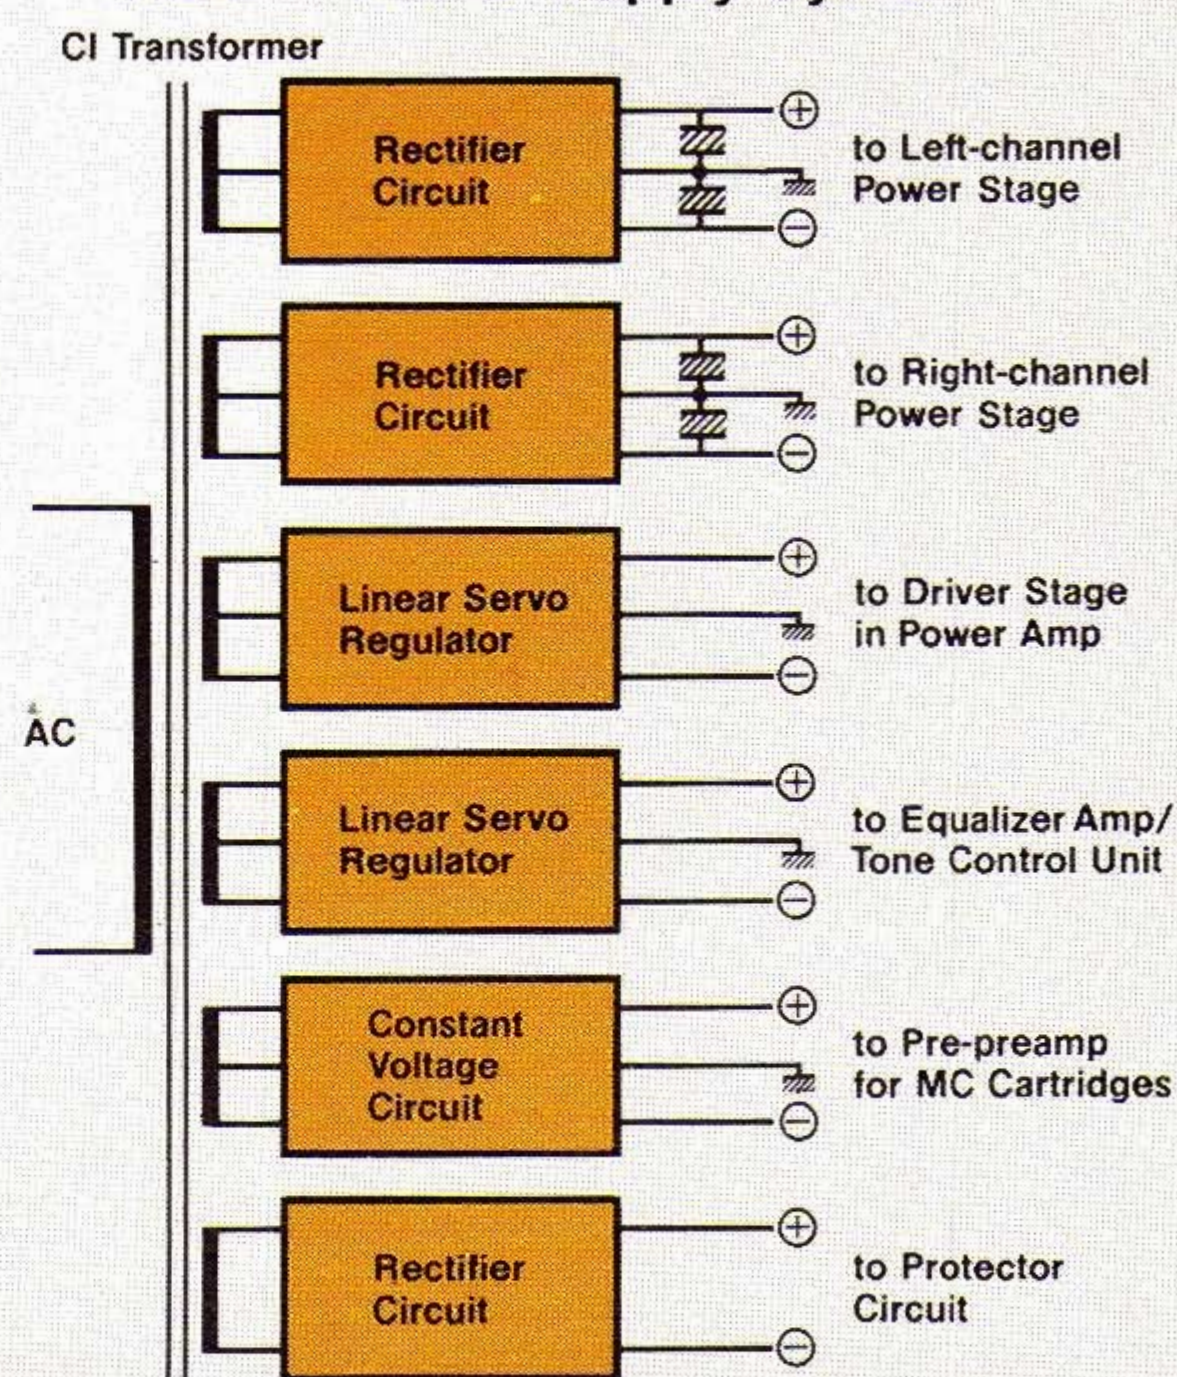 CI Transformer
Rectifier
Circuit
to Left-channel
Power Stage
Rectifier
Circuit
to Right-channel
Power Stage
Linear Servo
Regulator
to Driver Stage
in Power Amp
AC
Linear Servo
Regulator
to Equalizer Amp/
Tone Control Unit
Constant
Voltage
Circuit
to Pre-preamp
for MC Cartridges
Rectifier
Circuit
to Protector
Circuit